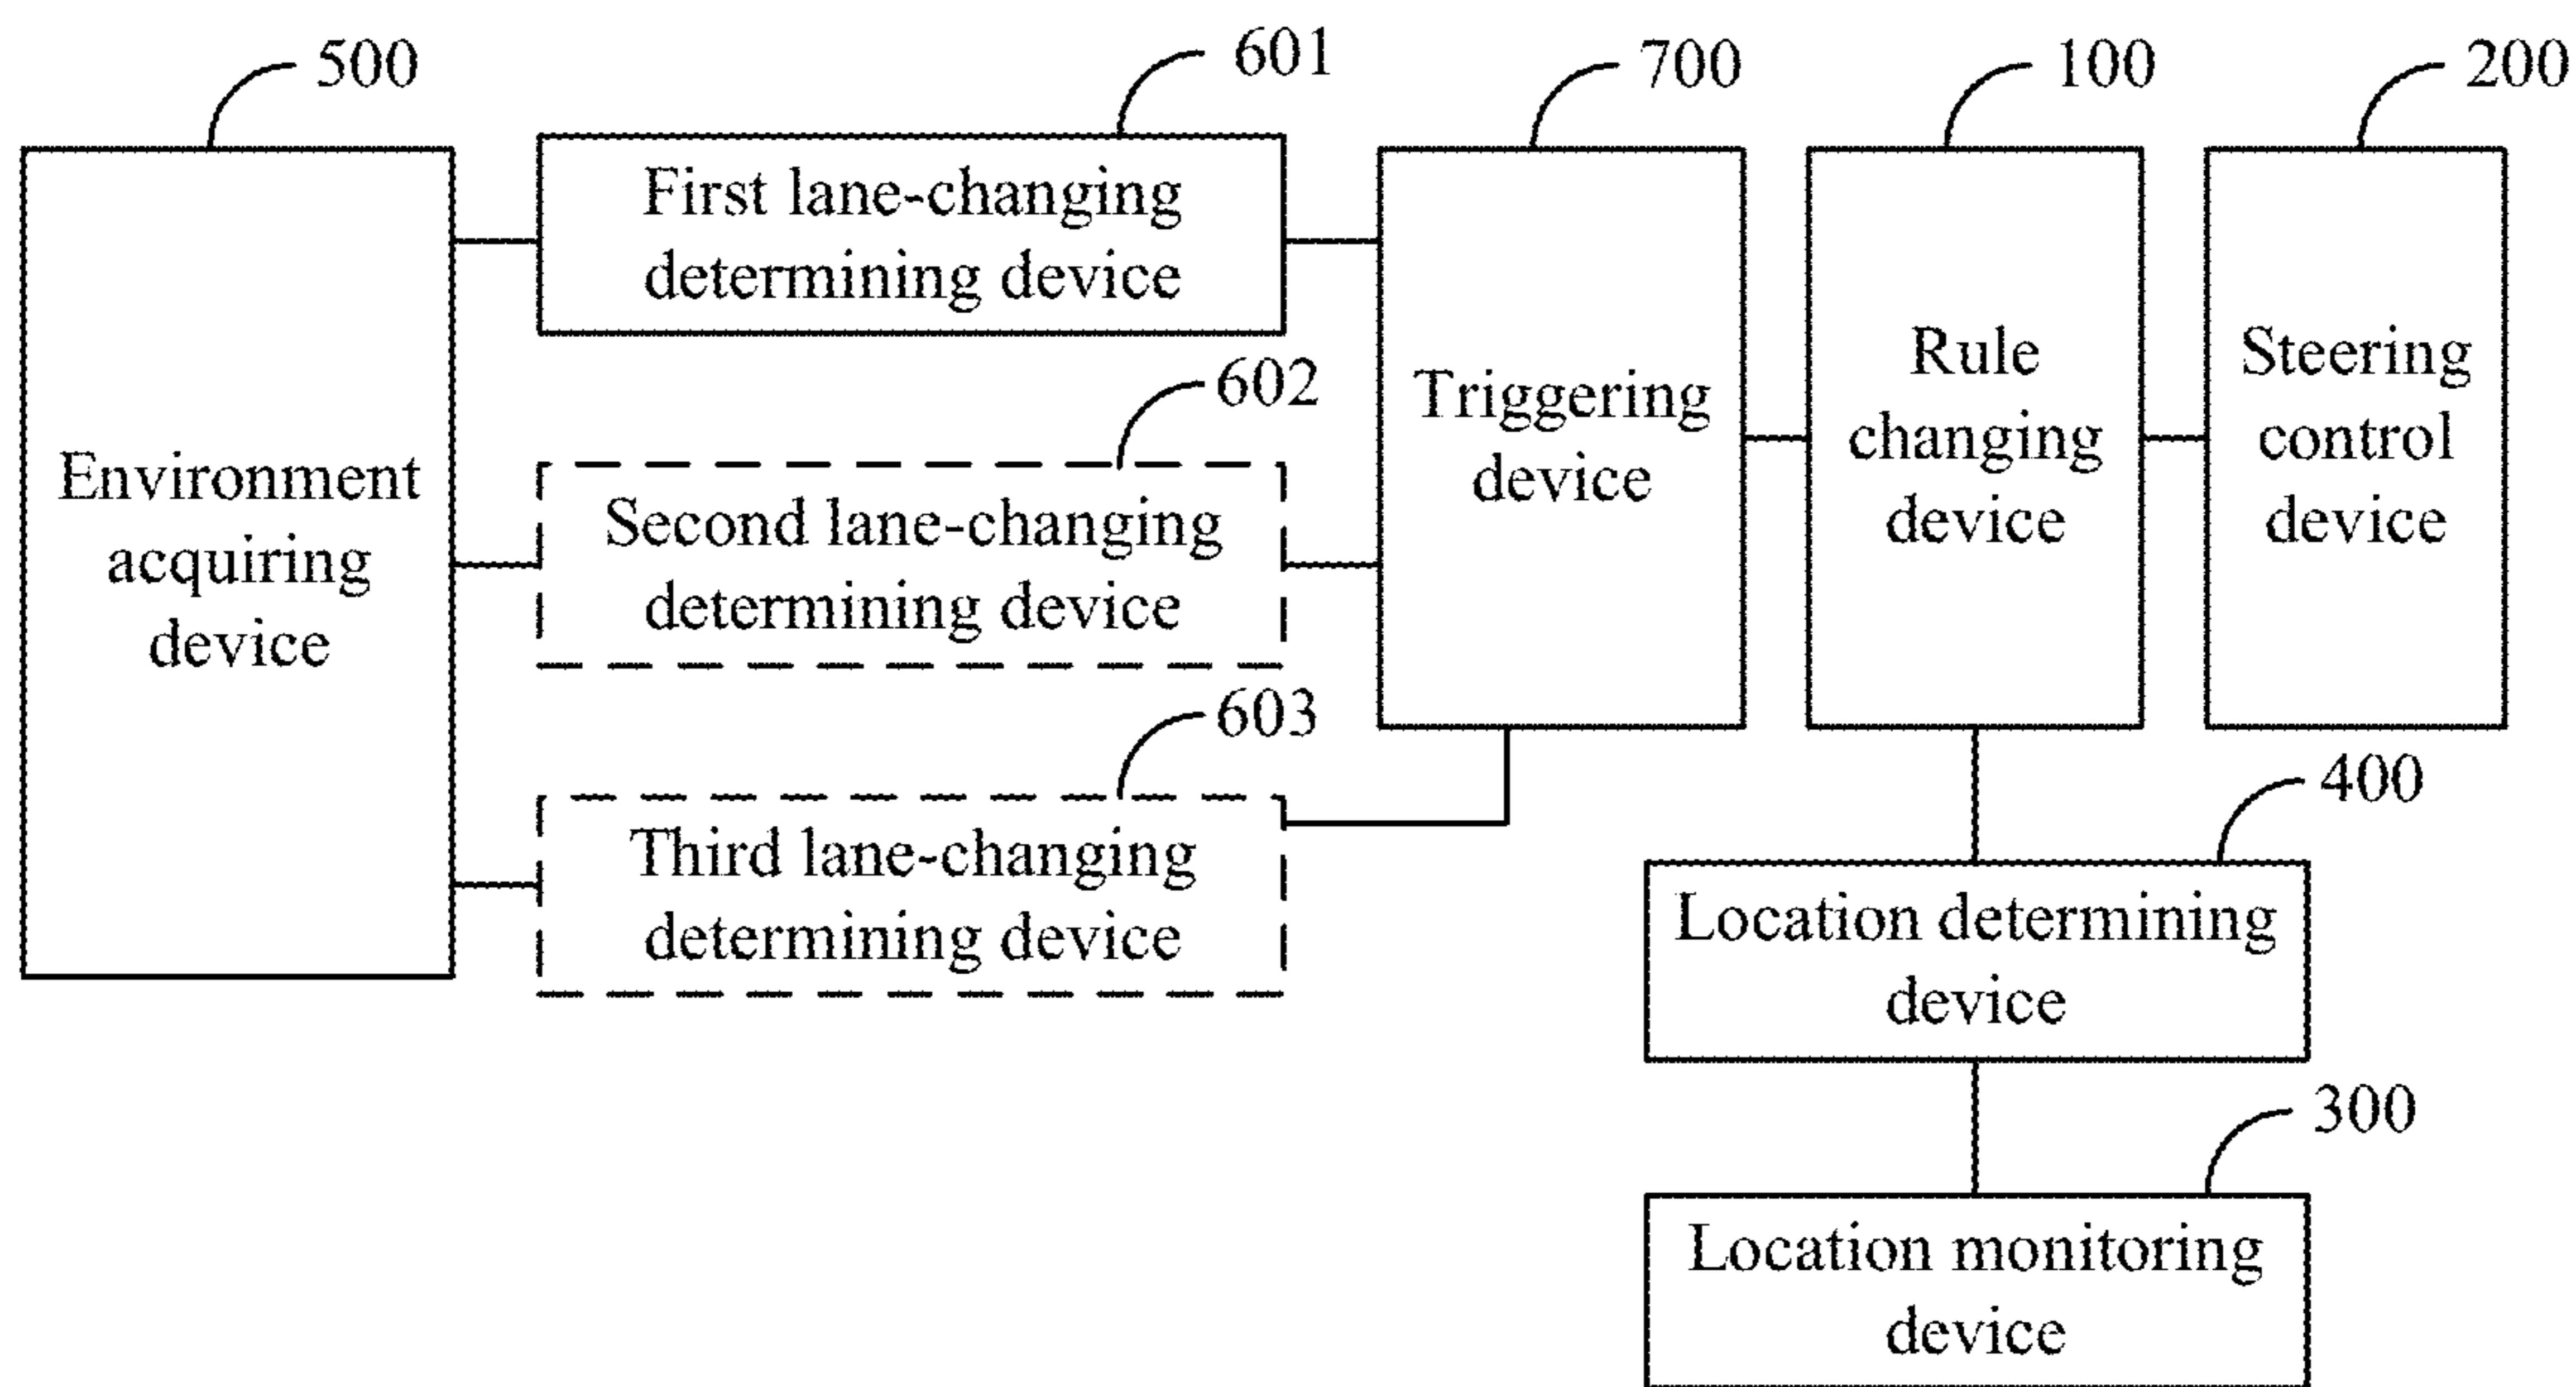 500
601
700
100
200
First lane-changing
determining device
Environment
acquiring
device
602
Second lane-changing
determining device
603
Third lane-changing
determining device
Triggering
device
Rule
changing
device
Steering
control
device
400
Location determining
device
300
Location monitoring
device